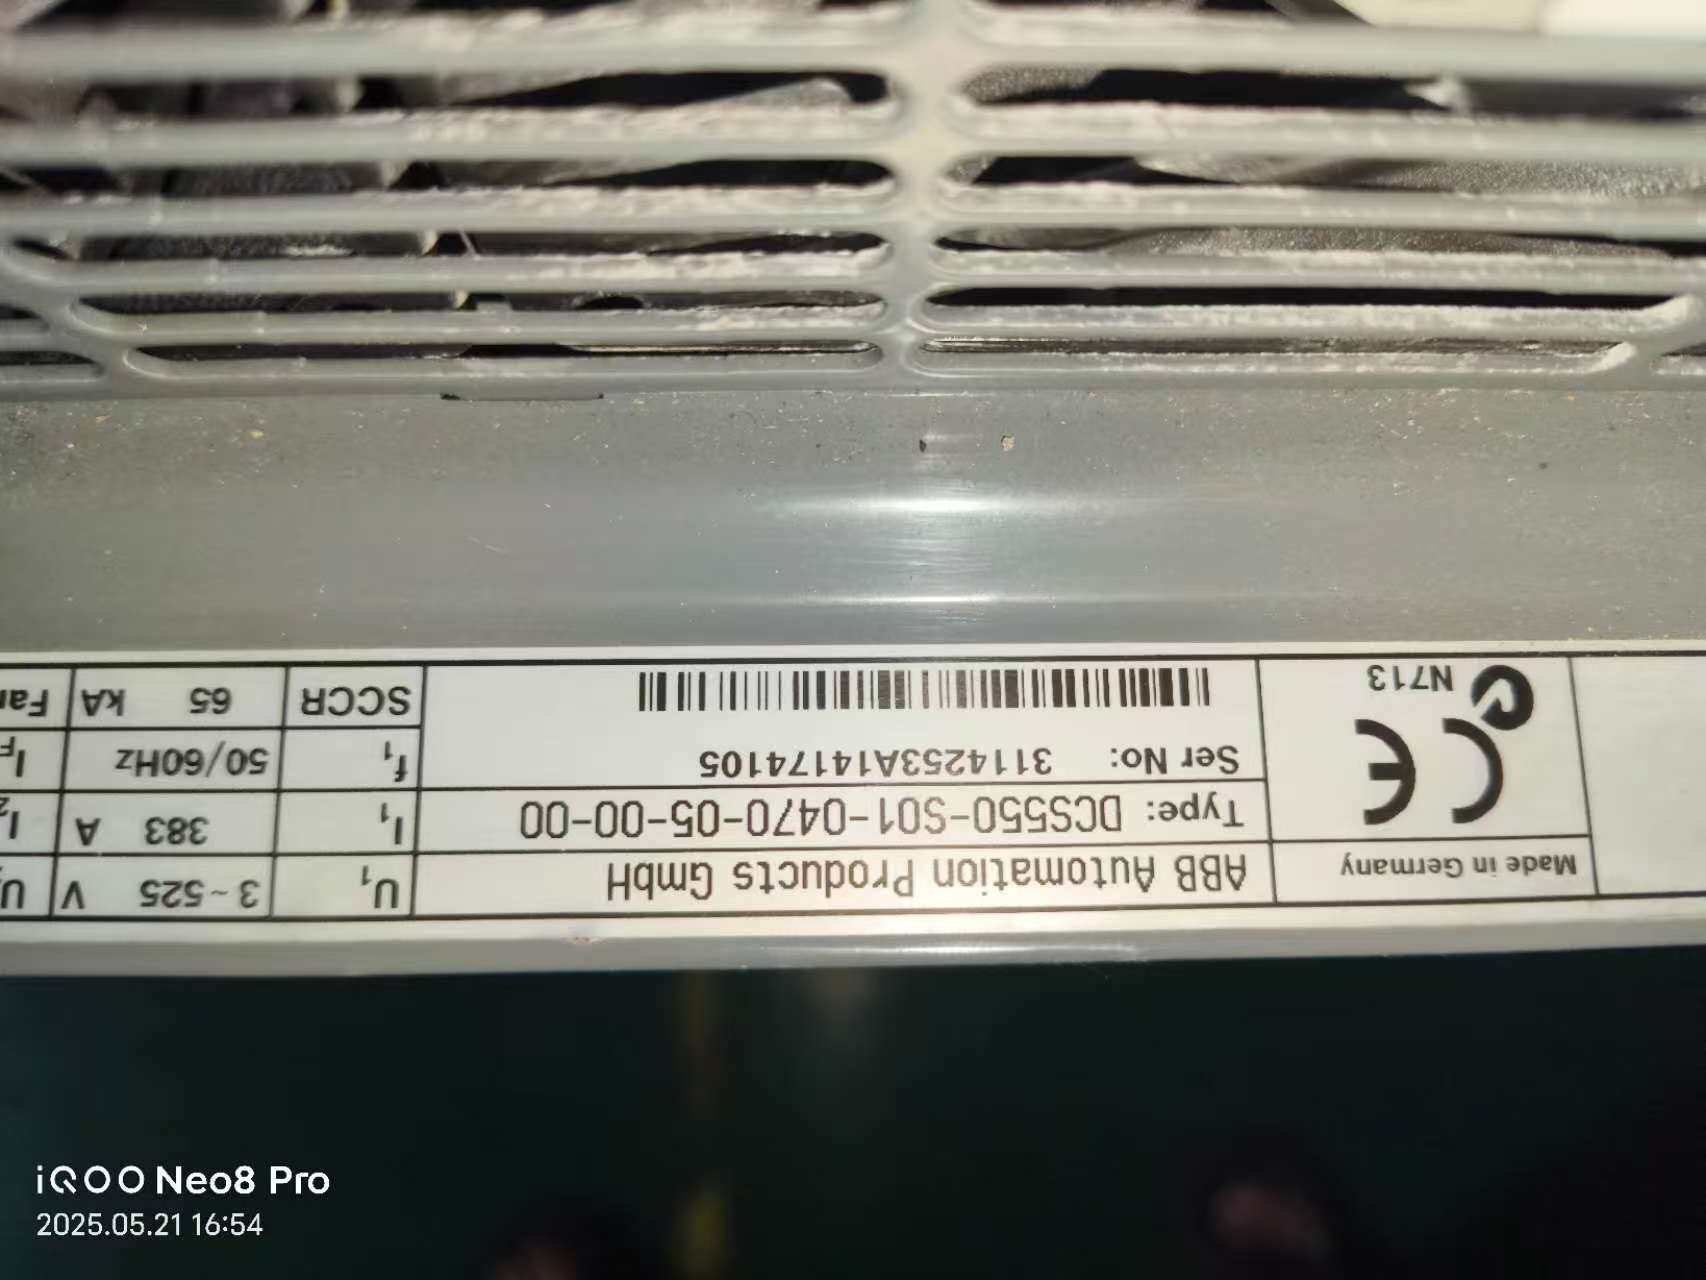 Made in Germany
CE
N713
ABB Automation Products GmbH
Type: DCS550-S01-0470-05-00-00
Ser No: 3114253A14174105
U1 3~525 V
I1 383 A
f1 50/60Hz
SCCR 65 kA
iQOO Neo8 Pro
2025.05.21 16:54